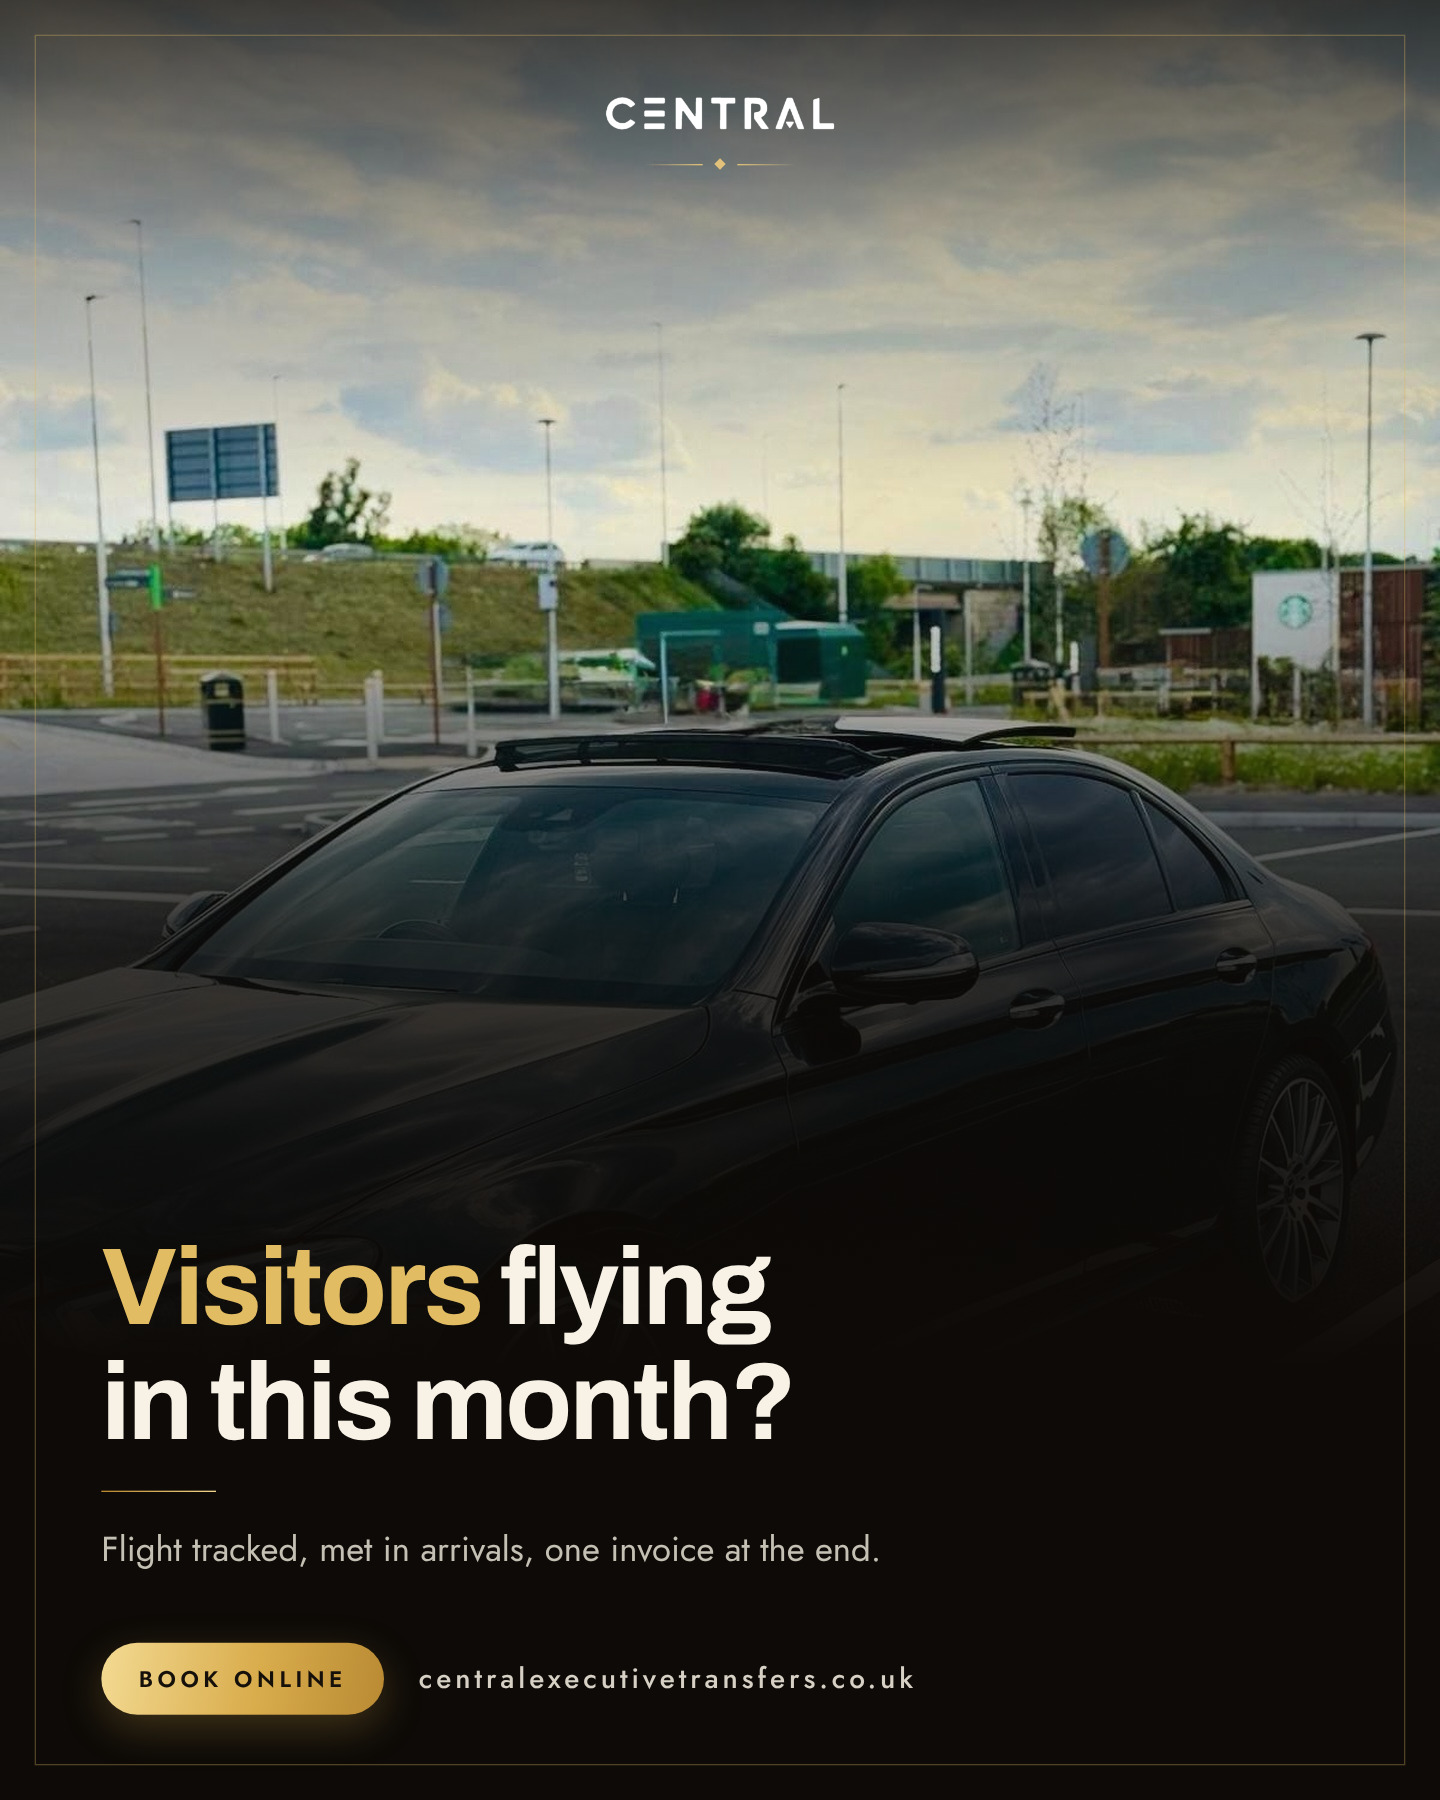 CENTRAL
Visitors flying
in this month?
Flight tracked, met in arrivals, one invoice at the end.
BOOK ONLINE
centralexecutivetransfers.co.uk